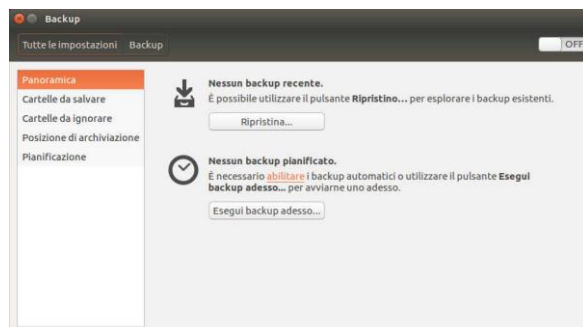 Backup
Tutte le impostazioni Backup
OFF
Panoramica
Cartelle da salvare
Cartelle da ignorare
Posizione di archiviazione
Pianificazione
Nessun backup recente.
È possibile utilizzare il pulsante Ripristino... per esplorare i backup esistenti.
Ripristina...
Nessun backup pianificato.
È necessario abilitare i backup automatici o utilizzare il pulsante Esegui
backup adesso... per avviarne uno adesso.
Esegui backup adesso...